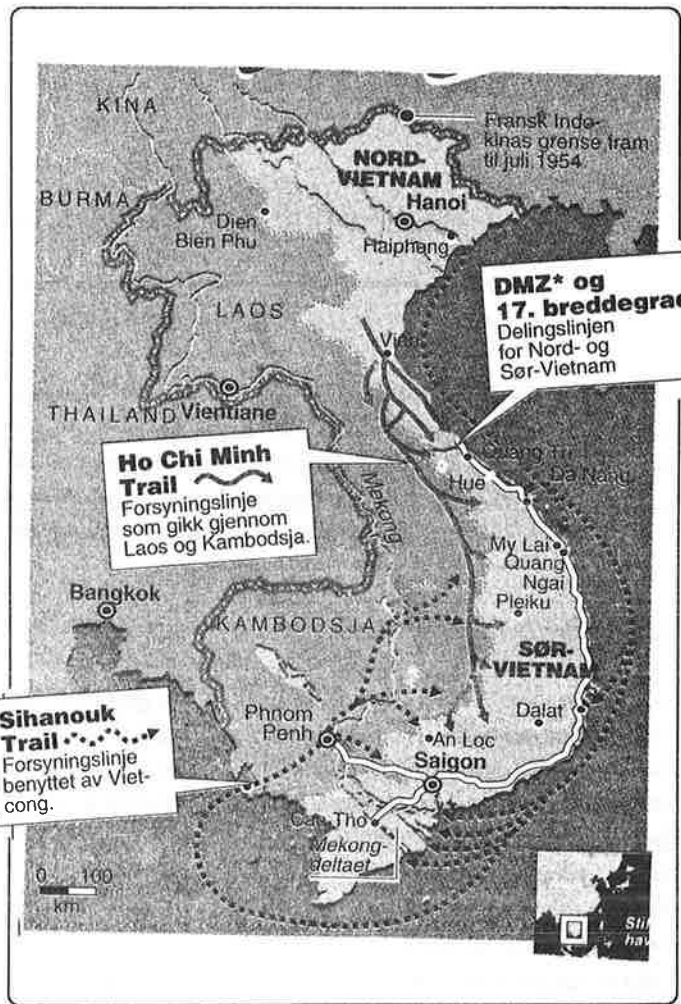 KINA
Fransk Indo-
kinas grense fram
til juli 1954
NORD-
VIETNAM
BURMA
Hanoi
Dien
Bien Phu
Haiphong
LAOS
DMZ* og
17. breddegrad
Delingslinjen
for Nord- og
Sør-Vietnam
Vinh
THAILAND
Vientiane
Ho Chi Minh
Trail
Forsyningslinje
som gikk gjennom
Laos og Kambodsja.
Mekong
Quang Tri
Da Nang
Hue
My Lai
Quang
Ngai
Pleiku
Bangkok
KAMBODSJA
SØR-
VIETNAM
Sihanouk
Trail
Forsyningslinje
benyttet av Viet-
cong.
Phnom
Penh
Dalat
An Loc
Saigon
Can Tho
Mekong-
deltaet
0 100
km